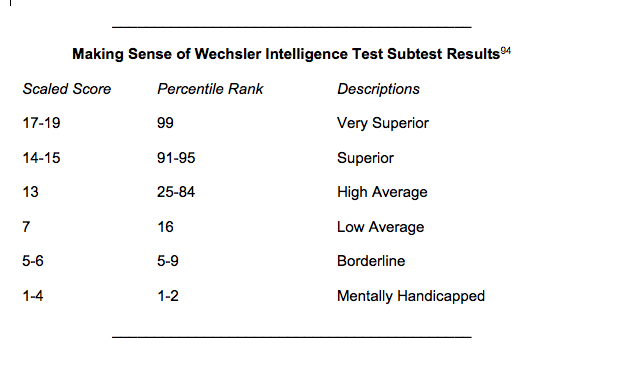 Making Sense of Wechsler Intelligence Test Subtest Results94
Scaled Score Percentile Rank Descriptions
17-19 99 Very Superior
14-15 91-95 Superior
13 25-84 High Average
7 16 Low Average
5-6 5-9 Borderline
1-4 1-2 Mentally Handicapped